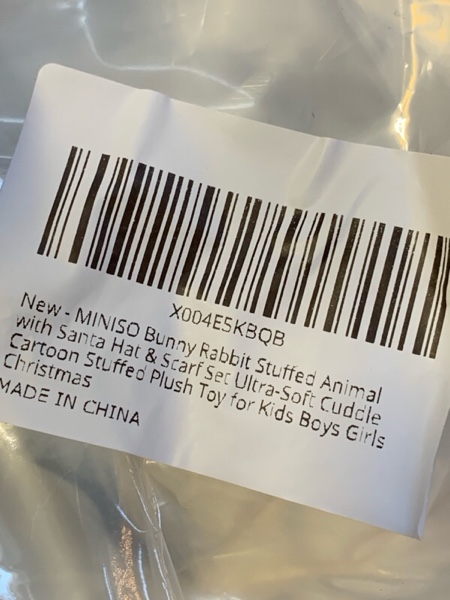 X004E5KBQB
New - MINISO Bunny Rabbit Stuffed Animal
with Santa Hat & Scarf Set Ultra-Soft Cuddle
Cartoon Stuffed Plush Toy for Kids Boys Girls
Christmas
MADE IN CHINA